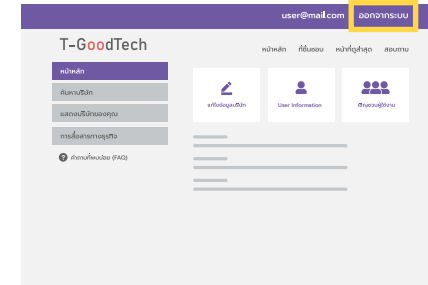 user@mail.com ออกจากระบบ
T-GoodTech
หน้าหลัก ที่ชื่นชอบ หน้าที่ดูล่าสุด สอบถาม
หน้าหลัก
ค้นหาบริษัท
แสดงบริษัทของคุณ
การสื่อสารทางธุรกิจ
? คำถามที่พบบ่อย (FAQ)
แก้ไขข้อมูลบริษัท
User Information
เชิญชวนผู้ใช้งาน